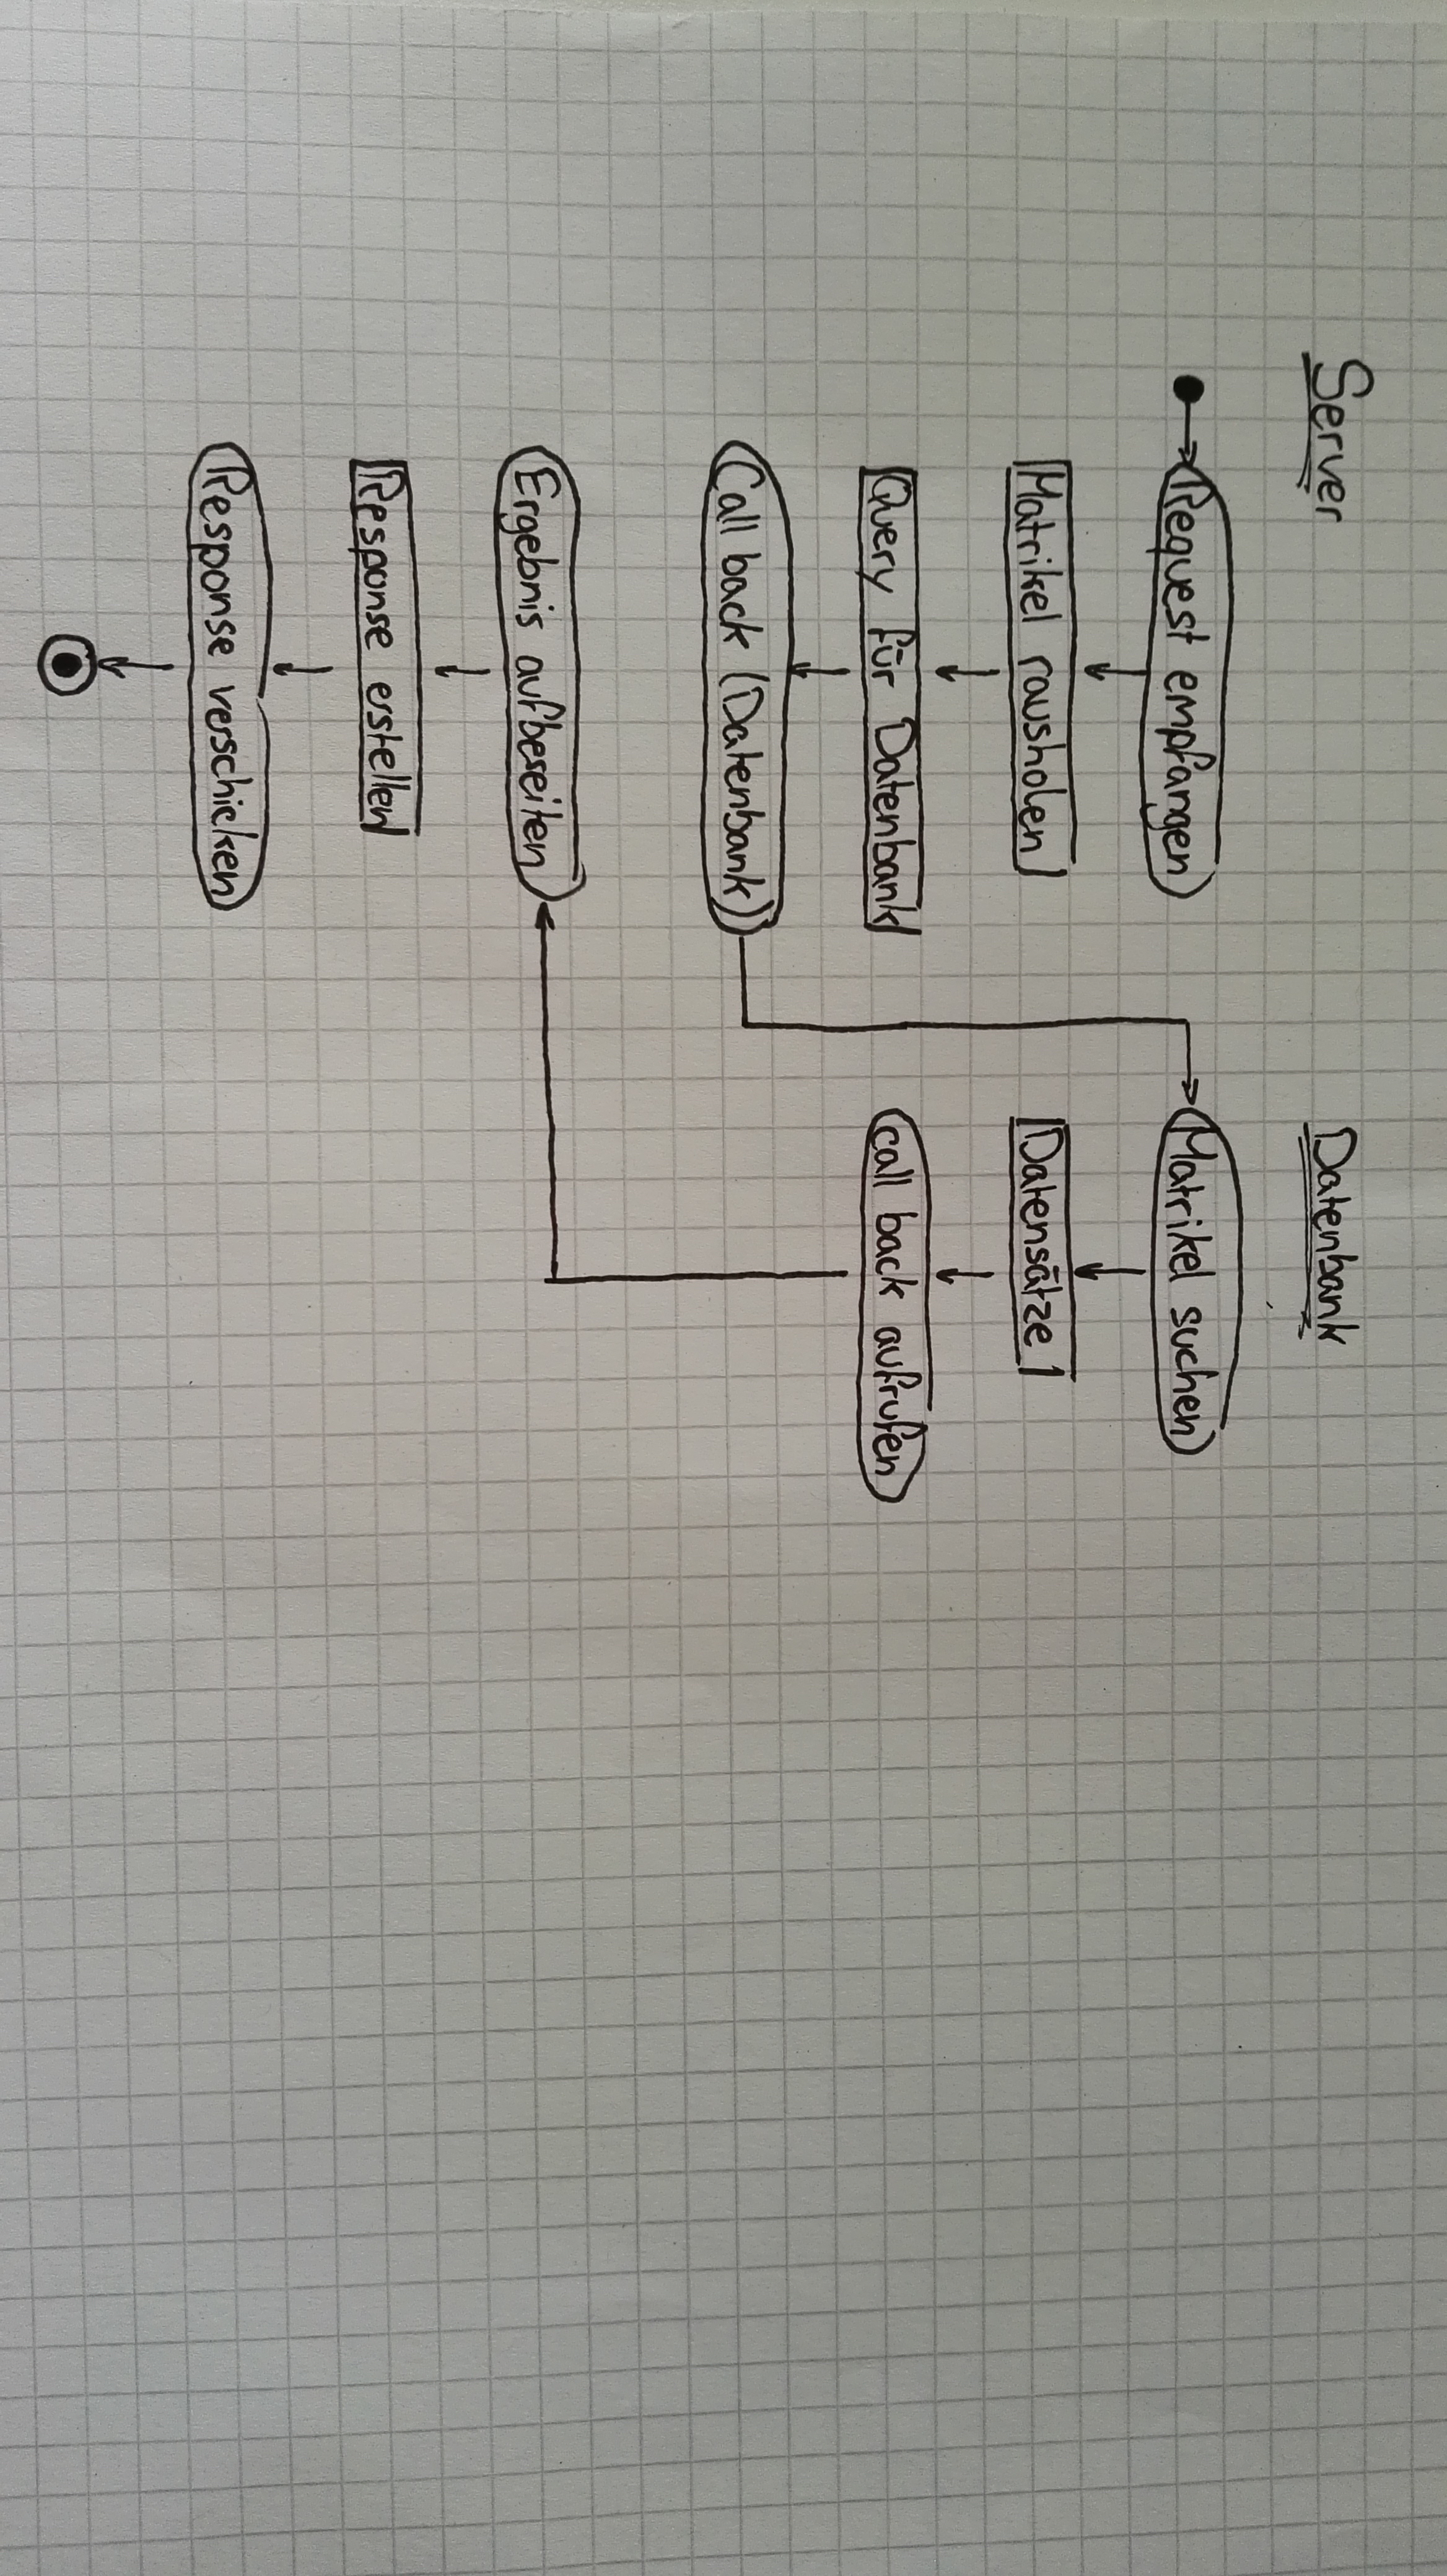 Server
Request empfangen
Matrikel rausholen
Query für Datenbank
Call back (Datenbank)
Ergebnis aufbereiten
Response erstellen
Response verschicken
Datenbank
Matrikel suchen
Datensätze
call back aufrufen